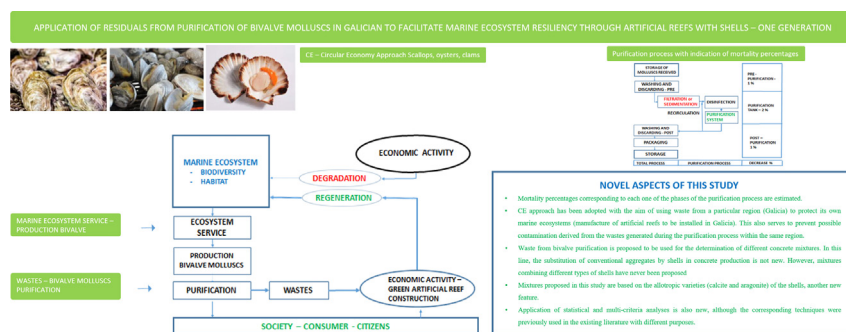 APPLICATION OF RESIDUALS FROM PURIFICATION OF BIVALVE MOLLUSCS IN GALICIAN TO FACILITATE MARINE ECOSYSTEM RESILIENCY THROUGH ARTIFICIAL REEFS WITH SHELLS – ONE GENERATION
CE – Circular Economy Approach Scallops, oysters, clams
Purification process with indication of mortality percentages
STORAGE OF
MOLLUSCS RECEIVED
WASHING AND
DISCARDING - PRE
FILTRATION or
SEDIMENTATION
DISINFECTION
RECIRCULATION
PURIFICATION
SYSTEM
WASHING AND
DISCARDING - POST
PACKAGING
STORAGE
PRE-
PURIFICATION -
1 %
PURIFICATION
TANK – 2 %
POST –
PURIFICATION
2 %
TOTAL PROCESS
PURIFICATION PROCESS
DECREASE %
MARINE ECOSYSTEM
- BIODIVERSITY
- HABITAT
ECONOMIC ACTIVITY
DEGRADATION
REGENERATION
MARINE ECOSYSTEM SERVICE –
PRODUCTION BIVALVE
ECOSYSTEM
SERVICE
PRODUCTION
BIVALVE MOLLUSCS
WASTES – BIVALVE MOLLUSCS
PURIFICATION
PURIFICATION
WASTES
ECONOMIC ACTIVITY –
GREEN ARTIFICIAL REEF
CONSTRUCTION
SOCIETY – CONSUMER - CITIZENS
NOVEL ASPECTS OF THIS STUDY
• Mortality percentages corresponding to each one of the phases of the purification process are estimated.
• CE approach has been adopted with the aim of using waste from a particular region (Galicia) to protect its own
marine ecosystems (manufacture of artificial reefs to be installed in Galicia). This also serves to prevent possible
contamination derived from the wastes generated during the purification process within the same region.
• Waste from bivalve purification is proposed to be used for the determination of different concrete mixtures. In this
line, the substitution of conventional aggregates by shells in concrete production is not new. However, mixtures
combining different types of shells have never been proposed
• Mixtures proposed in this study are based on the allotropic varieties (calcite and aragonite) of the shells, another new
feature.
• Application of statistical and multi-criteria analyses is also new, although the corresponding techniques were
previously used in the existing literature with different purposes.